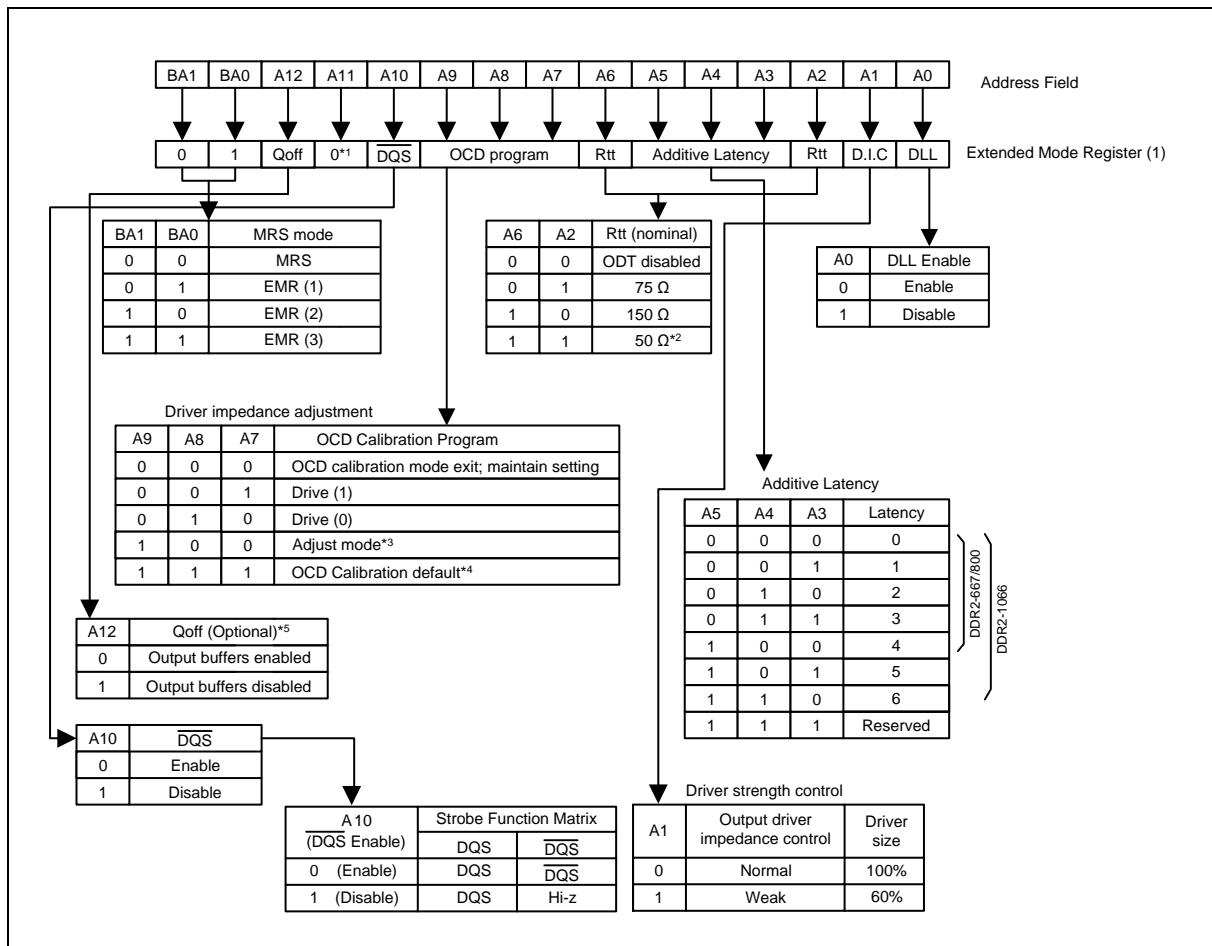 BA1 BA0 A12 A11 A10 A9 A8 A7 A6 A5 A4 A3 A2 A1 A0
Address Field
0 1 Qoff 0*1 D̅Q̅S̅ OCD program Rtt Additive Latency Rtt D.I.C DLL
Extended Mode Register (1)
BA1 BA0 MRS mode
0 0 MRS
0 1 EMR (1)
1 0 EMR (2)
1 1 EMR (3)
A6 A2 Rtt (nominal)
0 0 ODT disabled
0 1 75 Ω
1 0 150 Ω
1 1 50 Ω*2
A0 DLL Enable
0 Enable
1 Disable
Driver impedance adjustment
A9 A8 A7 OCD Calibration Program
0 0 0 OCD calibration mode exit; maintain setting
0 0 1 Drive (1)
0 1 0 Drive (0)
1 0 0 Adjust mode*3
1 1 1 OCD Calibration default*4
Additive Latency
A5 A4 A3 Latency
0 0 0 0
0 0 1 1
0 1 0 2
0 1 1 3
1 0 0 4
1 0 1 5
1 1 0 6
1 1 1 Reserved
DDR2-667/800
DDR2-1066
A12 Qoff (Optional)*5
0 Output buffers enabled
1 Output buffers disabled
A10 D̅Q̅S̅
0 Enable
1 Disable
A10
(D̅Q̅S̅ Enable)
Strobe Function Matrix
DQS D̅Q̅S̅
0 (Enable) DQS D̅Q̅S̅
1 (Disable) DQS Hi-z
Driver strength control
A1
Output driver
impedance control
Driver
size
0 Normal 100%
1 Weak 60%